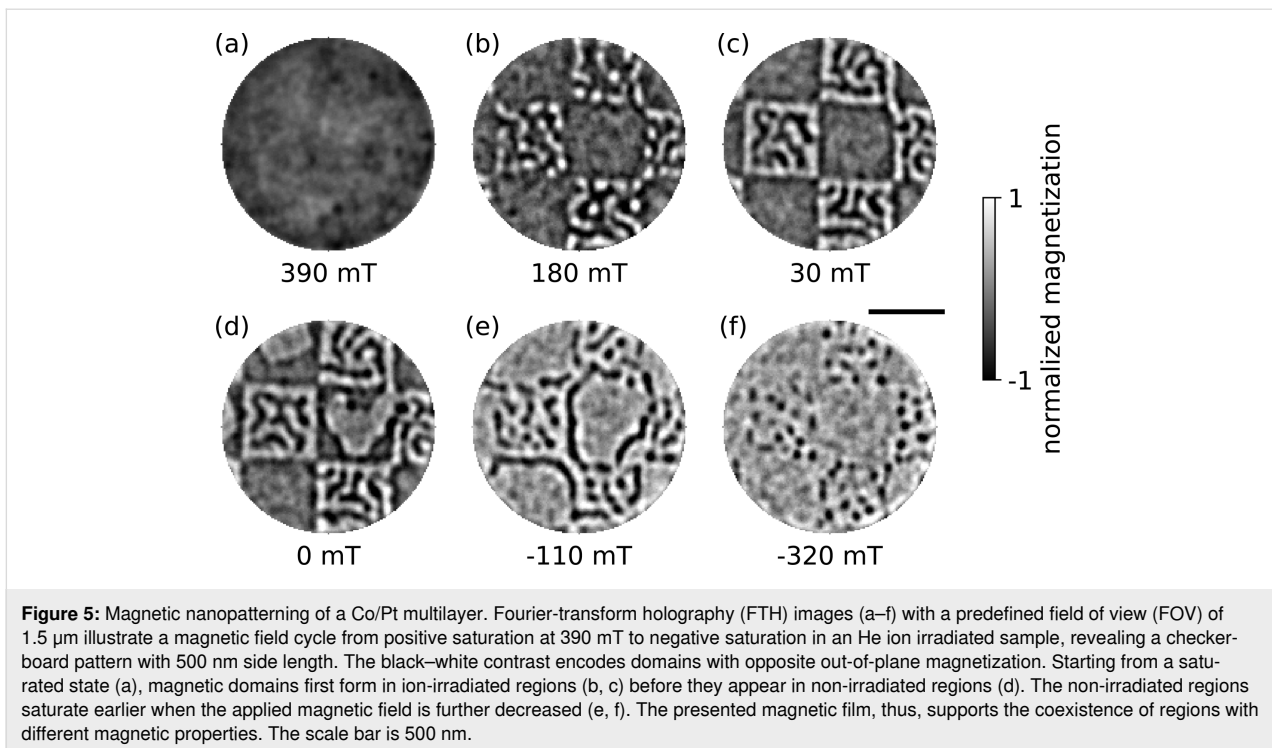 (a)
(b)
(c)
390 mT
180 mT
30 mT
(d)
(e)
(f)
0 mT
-110 mT
-320 mT
1
-1
normalized magnetization
Figure 5: Magnetic nanopatterning of a Co/Pt multilayer. Fourier-transform holography (FTH) images (a–f) with a predefined field of view (FOV) of
1.5 µm illustrate a magnetic field cycle from positive saturation at 390 mT to negative saturation in an He ion irradiated sample, revealing a checker-
board pattern with 500 nm side length. The black–white contrast encodes domains with opposite out-of-plane magnetization. Starting from a satu-
rated state (a), magnetic domains first form in ion-irradiated regions (b, c) before they appear in non-irradiated regions (d). The non-irradiated regions
saturate earlier when the applied magnetic field is further decreased (e, f). The presented magnetic film, thus, supports the coexistence of regions with
different magnetic properties. The scale bar is 500 nm.